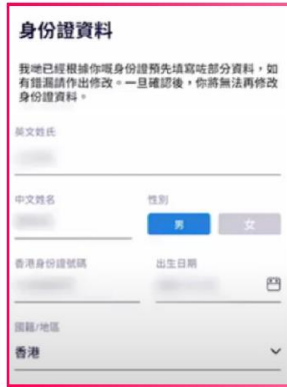 身份證資料
我哋已經根據你嘅身份證預先填寫咗部分資料，如
有錯漏請作出修改。一旦確認後，你將無法再修改
身份證資料。
英文姓氏
中文姓名
性別
男
女
香港身份證號碼
出生日期
國籍/地區
香港